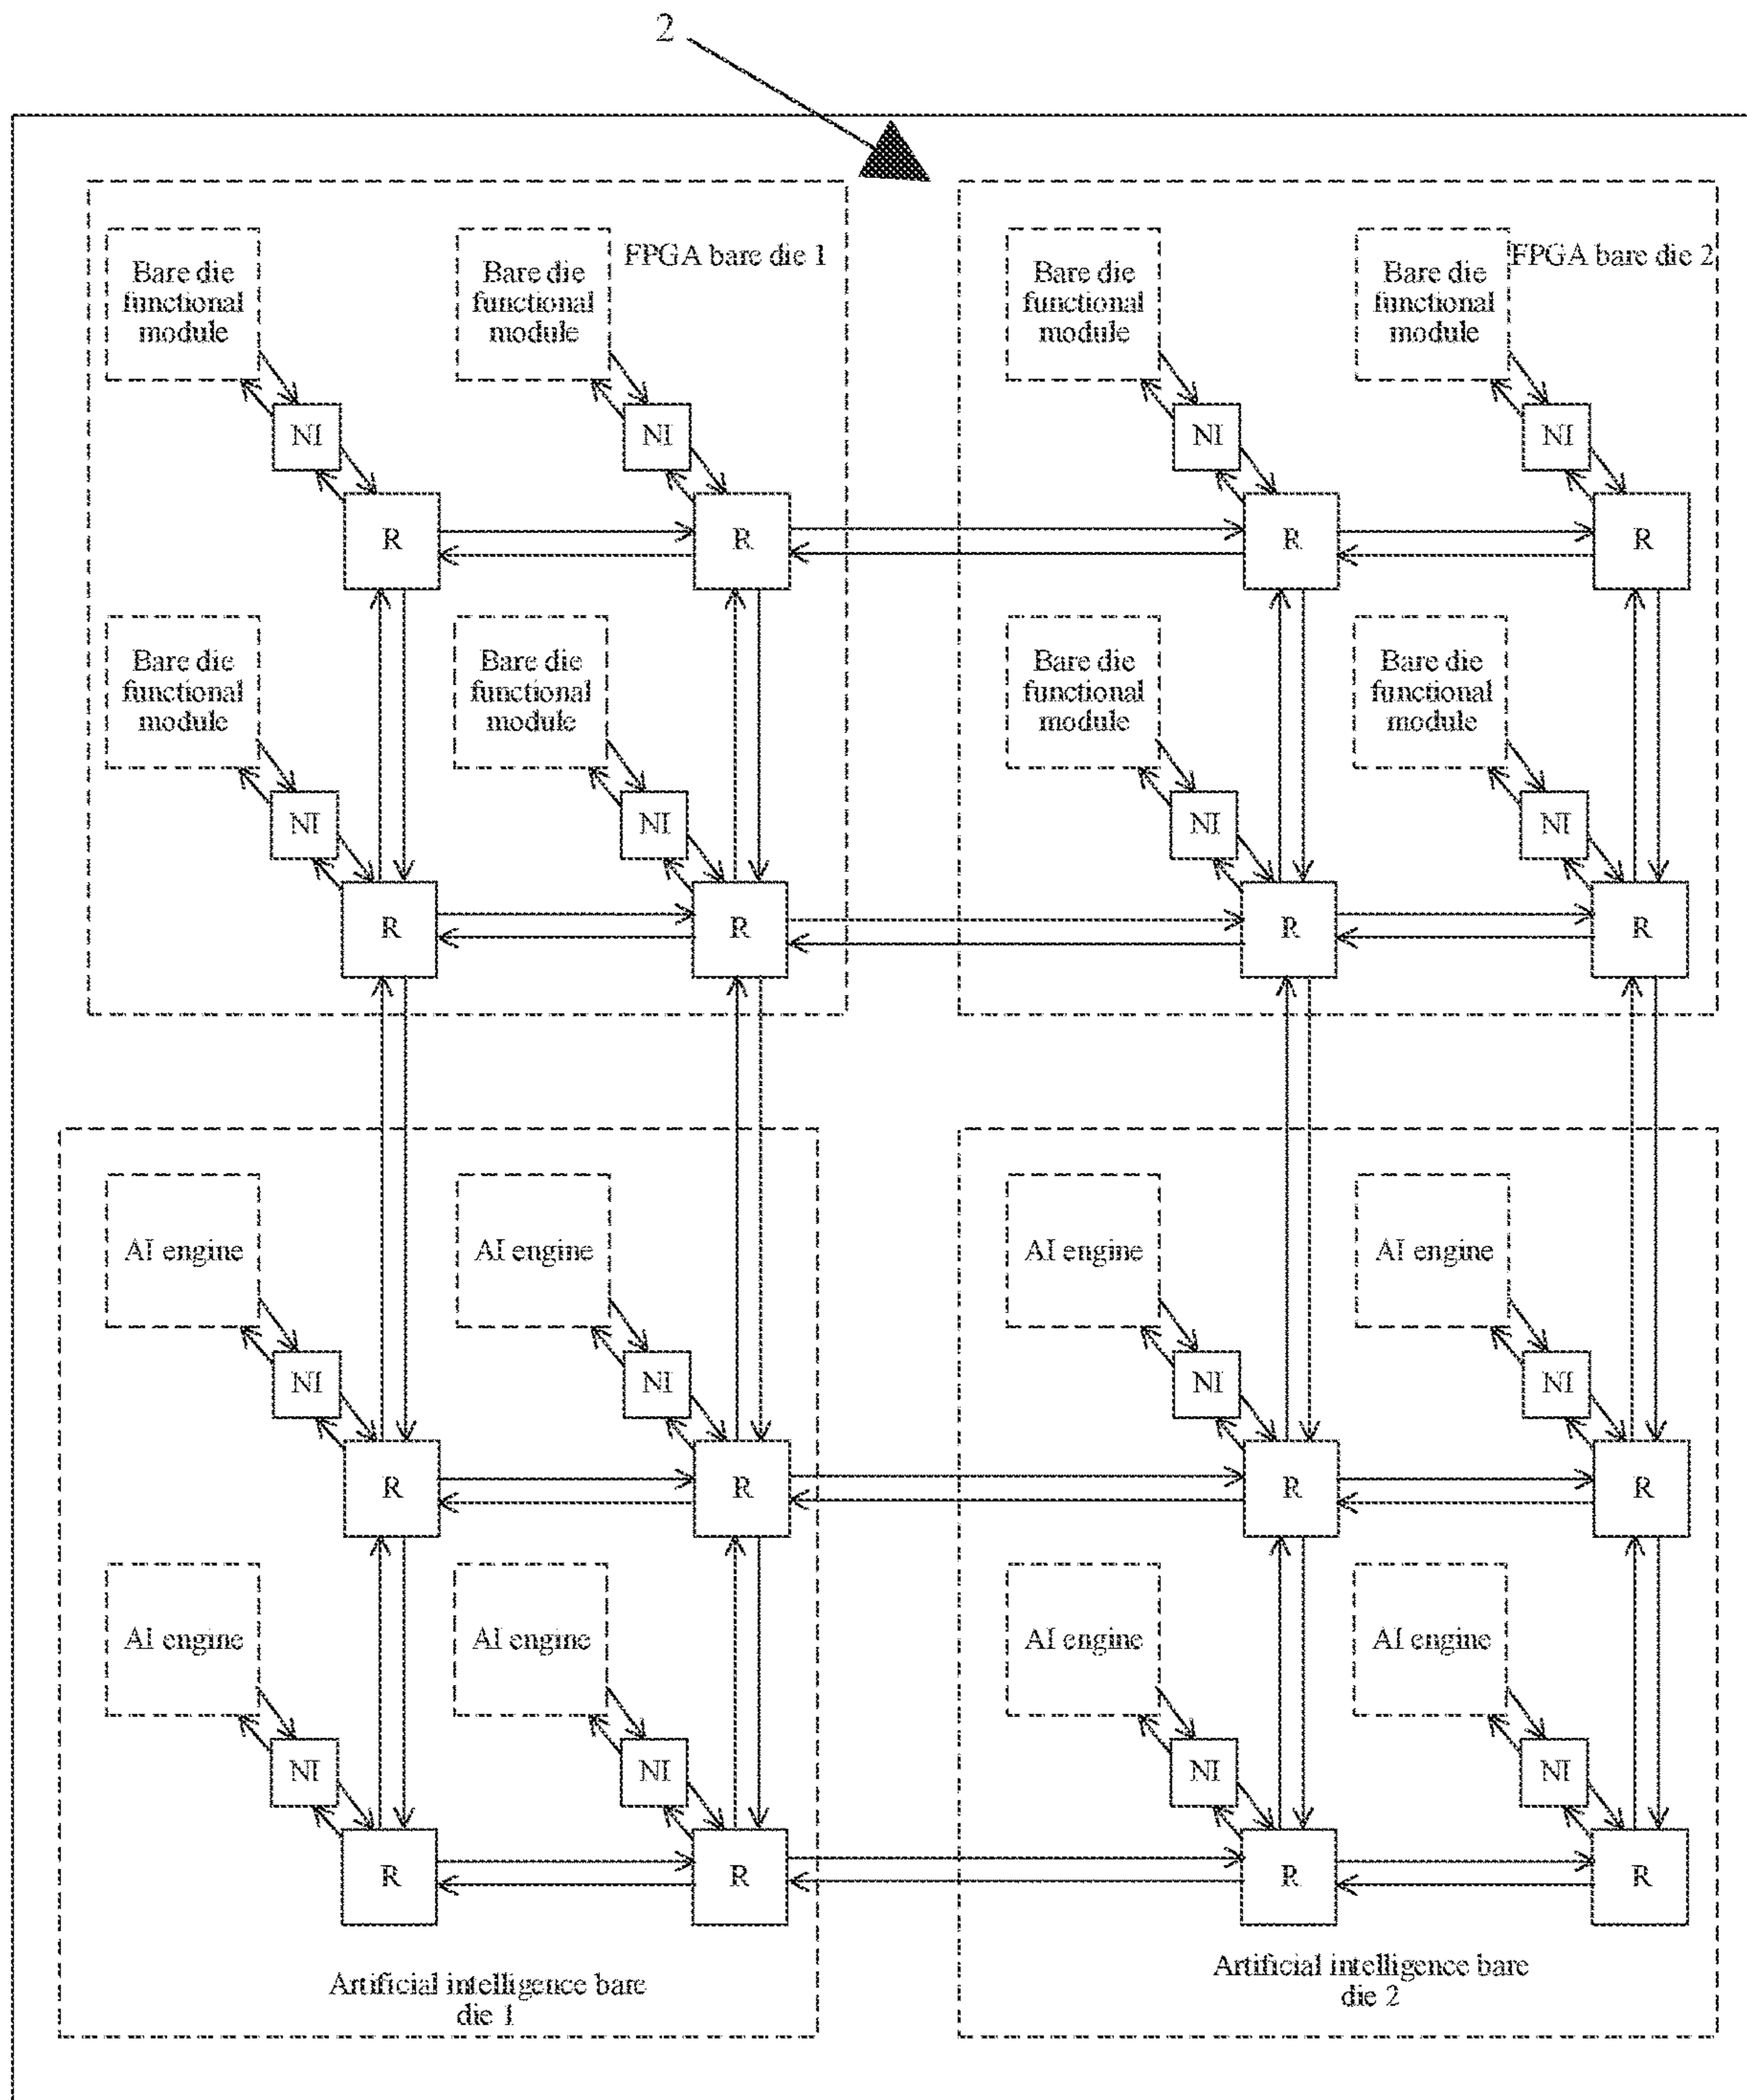 2
FPGA bare die 1
FPGA bare die 2
Bare die
functional
module
Bare die
functional
module
Bare die
functional
module
Bare die
functional
module
NI
NI
NI
NI
R
R
R
R
Bare die
functional
module
Bare die
functional
module
Bare die
functional
module
Bare die
functional
module
NI
NI
NI
NI
R
R
R
R
AI engine
AI engine
AI engine
AI engine
NI
NI
NI
NI
R
R
R
R
AI engine
AI engine
AI engine
AI engine
NI
NI
NI
NI
R
R
R
R
Artificial intelligence bare
die 1
Artificial intelligence bare
die 2